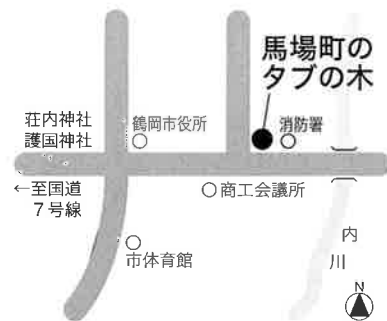 馬場町の
タブの木
荘内神社
護国神社
鶴岡市役所
消防署
←至国道
7号線
商工会議所
市体育館
内
川
N